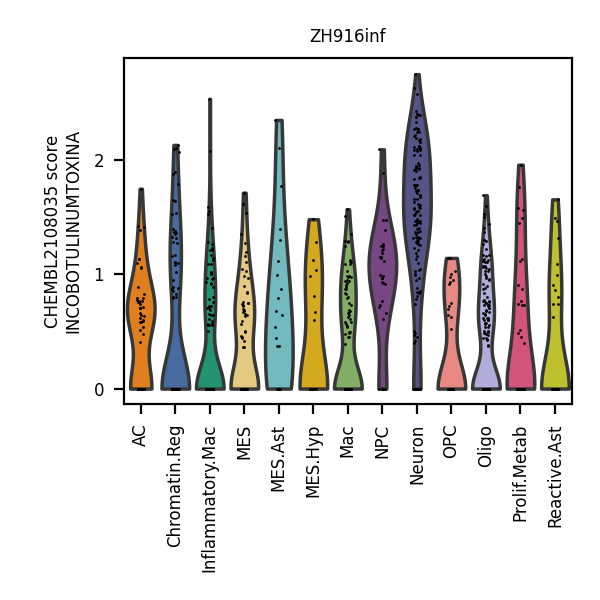 ZH916inf
CHEMBL2108035 score
INCOBOTULINUMTOXINA
2
1
0
AC
Chromatin.Reg
Inflammatory.Mac
MES
MES.Ast
MES.Hyp
Mac
NPC
Neuron
OPC
Oligo
Prolif.Metab
Reactive.Ast